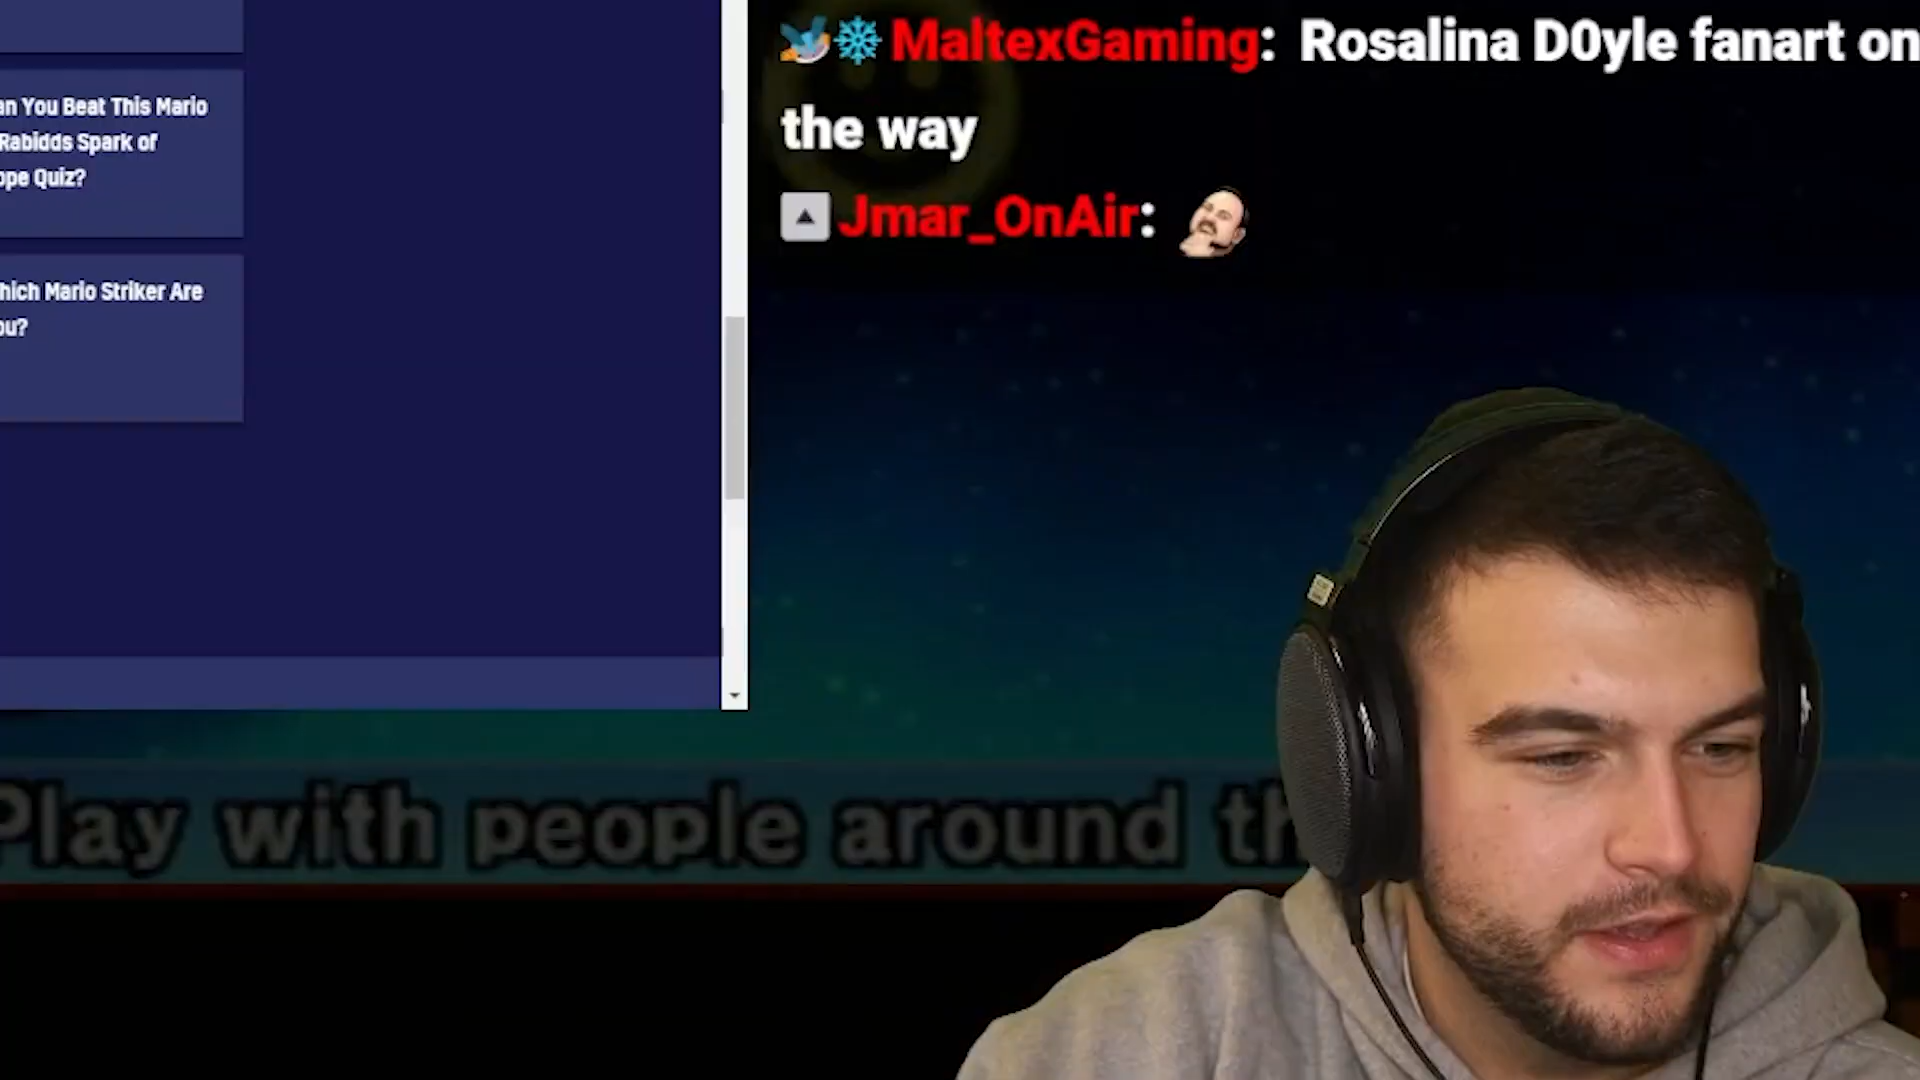 an You Beat This Mario
Rabidds Spark of
ope Quiz?
hich Mario Striker Are
ou?
MaltexGaming: Rosalina D0yle fanart on
the way
Jmar_OnAir:
Play with people around th